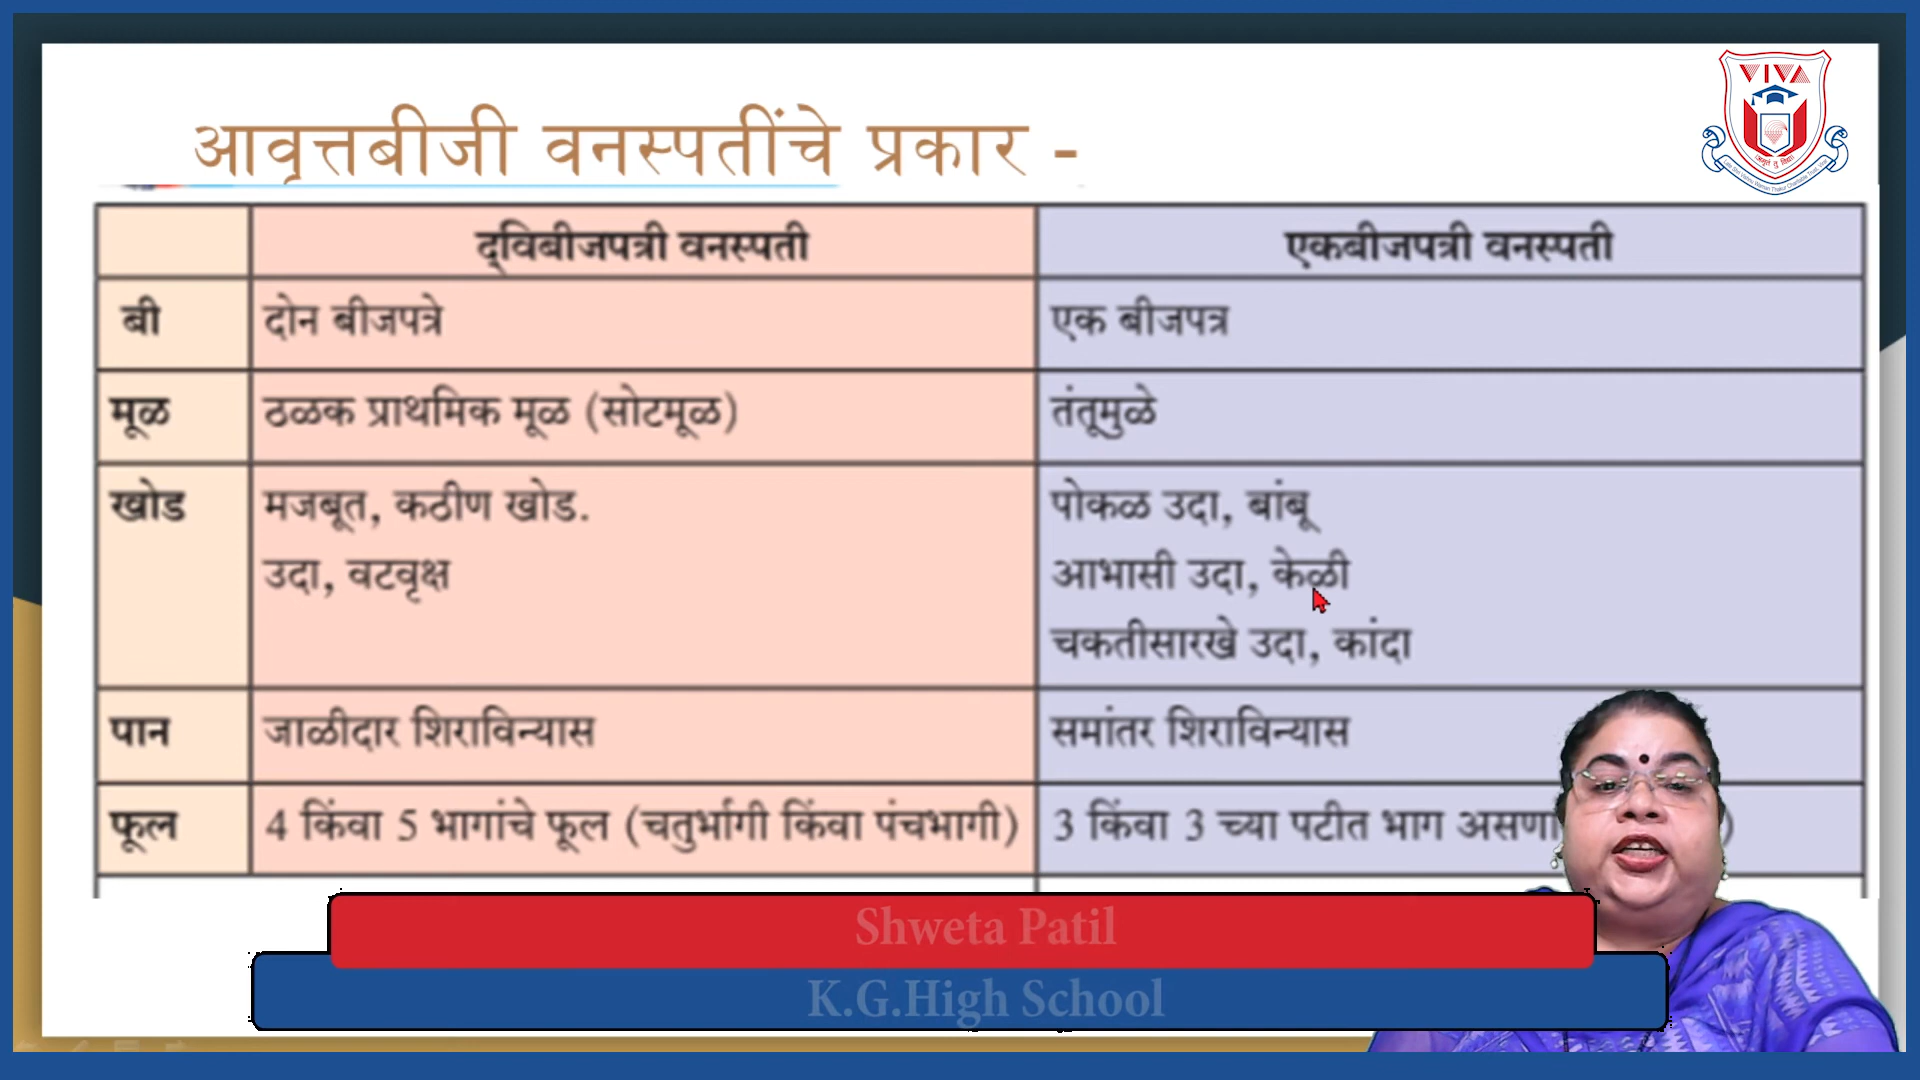 VIVA
आवृत्तबीजी वनस्पतींचे प्रकार -
द्विबीजपत्री वनस्पती एकबीजपत्री वनस्पती
बी दोन बीजपत्रे एक बीजपत्र
मूळ ठळक प्राथमिक मूळ (सोटमूळ) तंतूमुळे
खोड मजबूत, कठीण खोड. पोकळ उदा, बांबू
उदा, वटवृक्ष आभासी उदा, केळी
चकतीसारखे उदा, कांदा
पान जाळीदार शिराविन्यास समांतर शिराविन्यास
फूल 4 किंवा 5 भागांचे फूल (चतुर्भागी किंवा पंचभागी) 3 किंवा 3 च्या पटीत भाग
Shweta Patil
K.G.High School